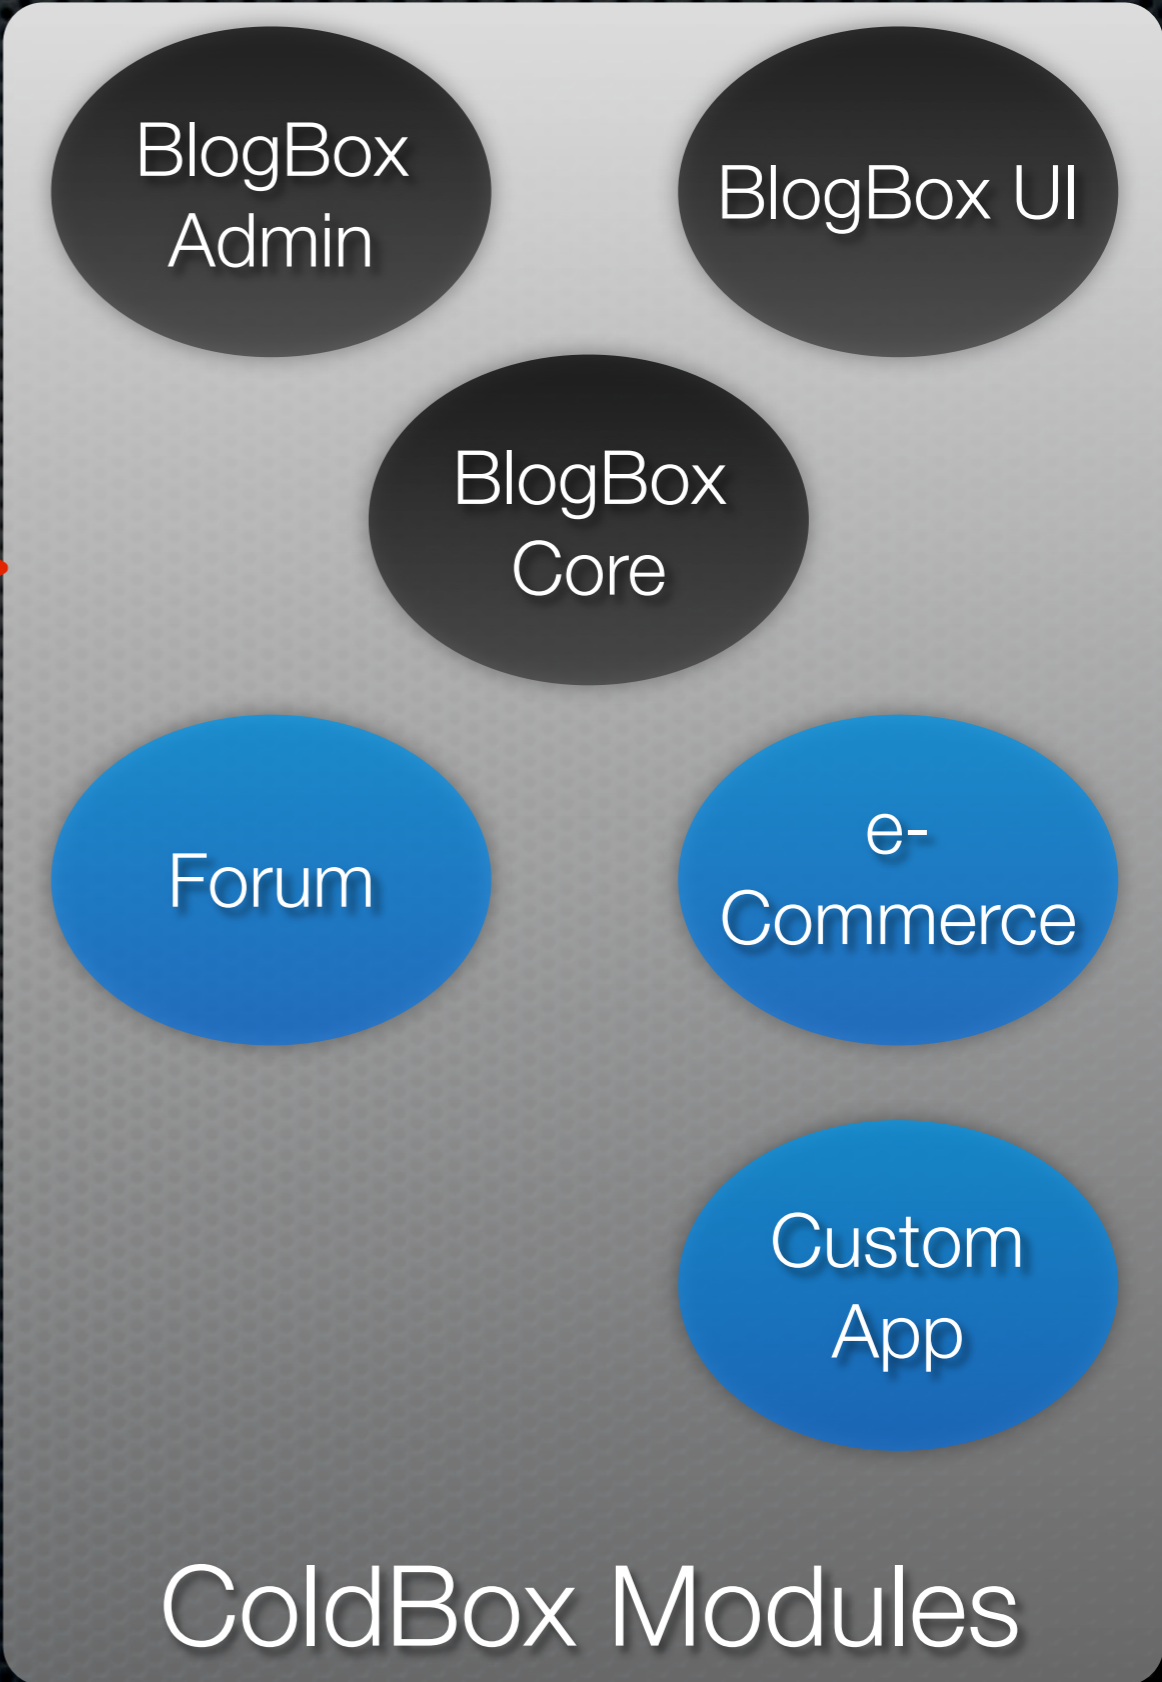 BlogBox
Admin
BlogBox UI
BlogBox
Core
Forum
e-
Commerce
Custom
App
ColdBox Modules